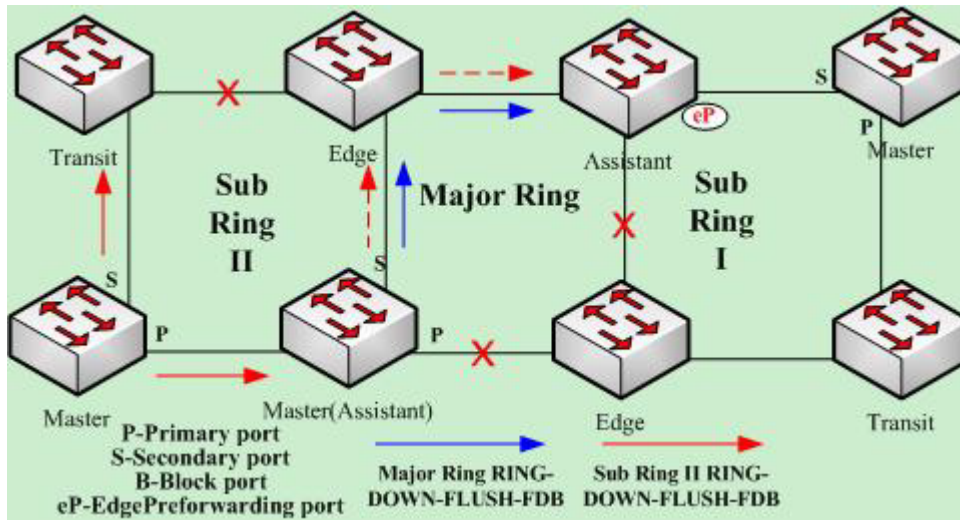 S
eP
P
Transit
Edge
Assistant
Master
Sub
Ring
II
Major Ring
Sub
Ring
I
S
S
P
P
Master
Master(Assistant)
Edge
Transit
P-Primary port
S-Secondary port
B-Block port
eP-EdgePreforwarding port
Major Ring RING-
DOWN-FLUSH-FDB
Sub Ring II RING-
DOWN-FLUSH-FDB